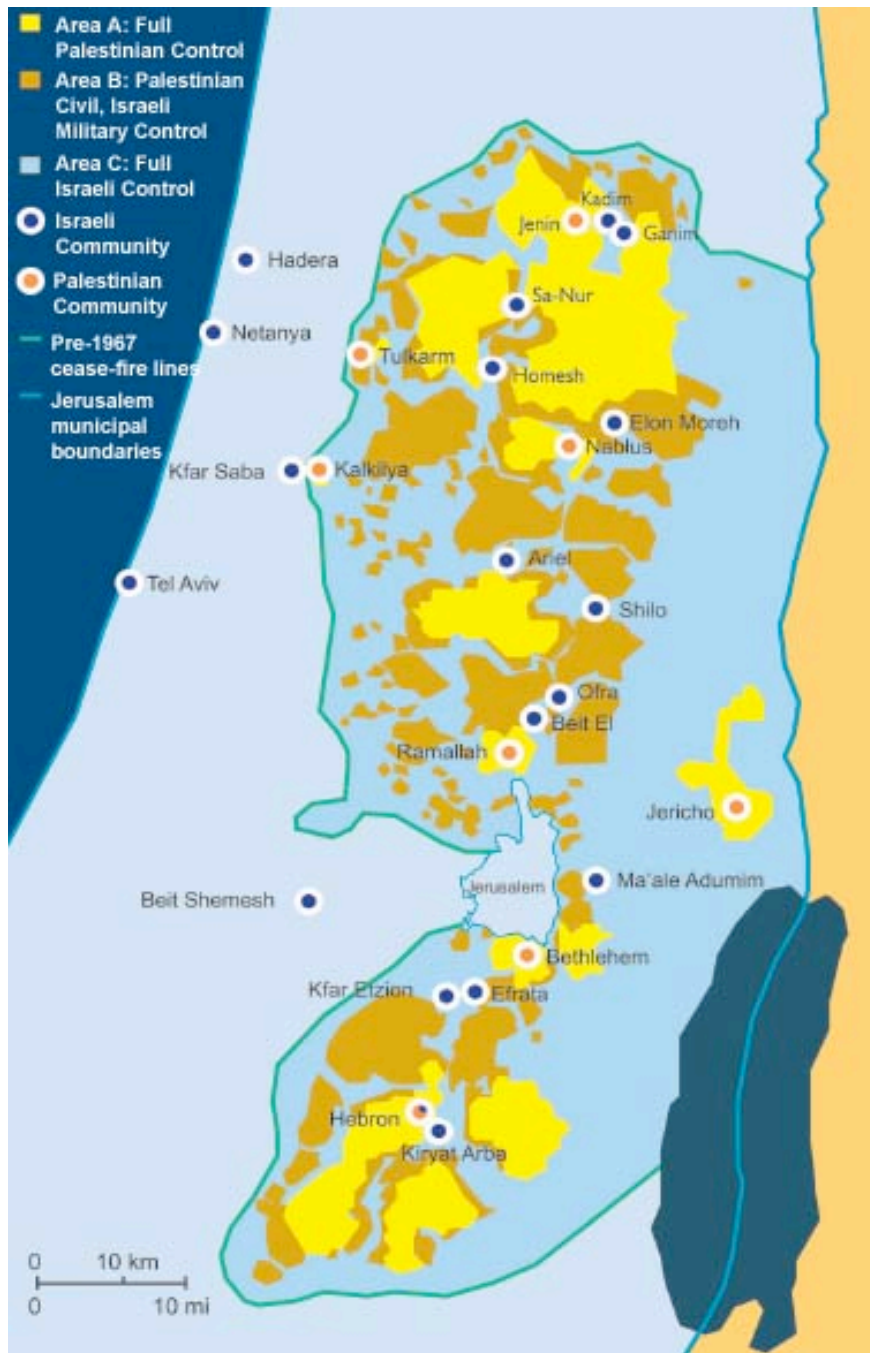 Area A: Full
Palestinian Control
Area B: Palestinian
Civil, Israeli
Military Control
Area C: Full
Israeli Control
Israeli
Community
Palestinian
Community
Pre-1967
cease-fire lines
Jerusalem
municipal
boundaries
Kadim
Jenin
Ganim
Hadera
Sa-Nur
Netanya
Tulkarm
Homesh
Elon Moreh
Nablus
Kfar Saba
Kalkilya
Ariel
Tel Aviv
Shilo
Ofra
Beit El
Ramallah
Jericho
Jerusalem
Ma'ale Adumim
Beit Shemesh
Bethlehem
Kfar Etzion
Efrata
Hebron
Kiryat Arba
0 10 km
0 10 mi